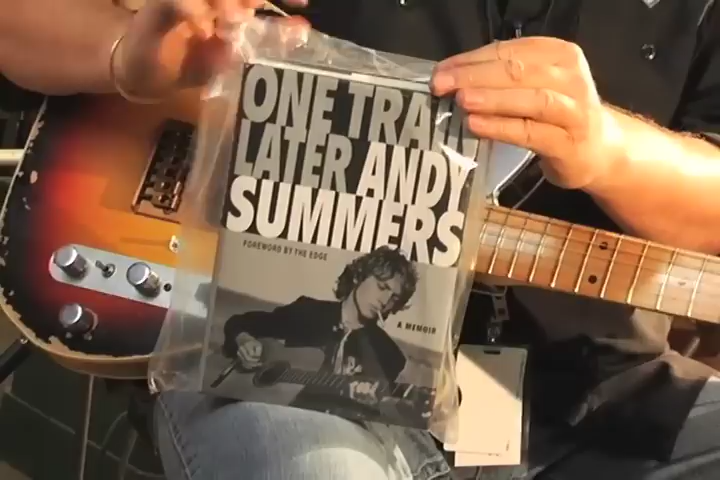 ONE TRAIN
LATER ANDY
SUMMERS
FOREWORD BY THE EDGE
A MEMOIR